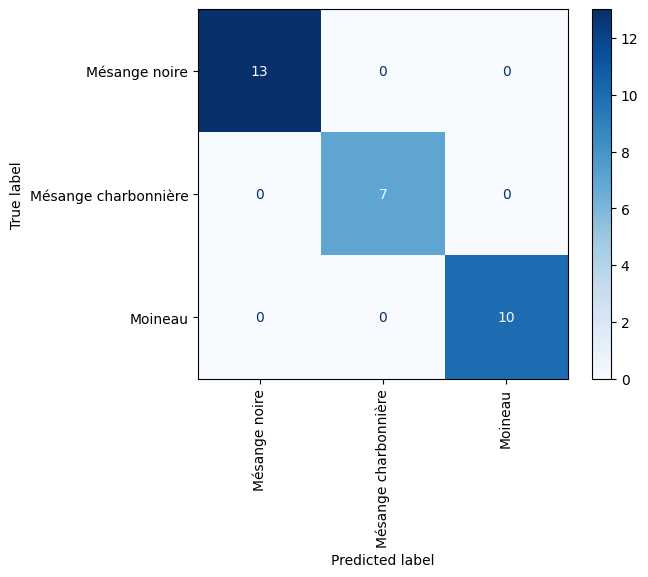 Mésange noire 13 0 0
Mésange charbonnière 0 7 0
Moineau 0 0 10
True label
Mésange noire
Mésange charbonnière
Moineau
Predicted label
12
10
8
6
4
2
0